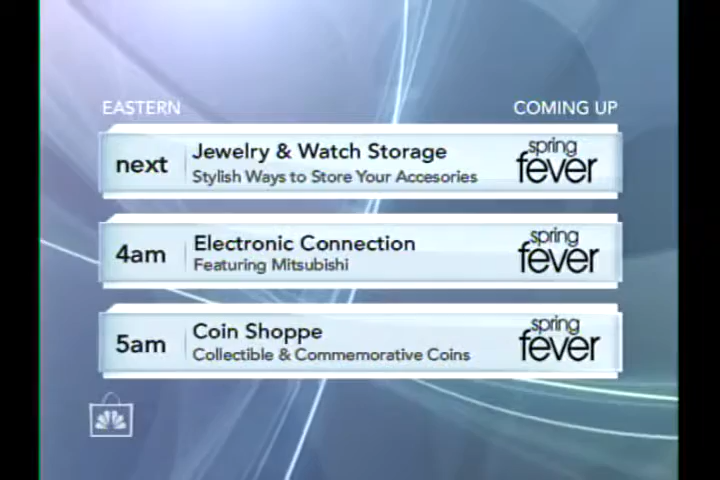 EASTERN
COMING UP
next
Jewelry & Watch Storage
Stylish Ways to Store Your Accesories
spring
fever
4am
Electronic Connection
Featuring Mitsubishi
spring
fever
5am
Coin Shoppe
Collectible & Commemorative Coins
spring
fever